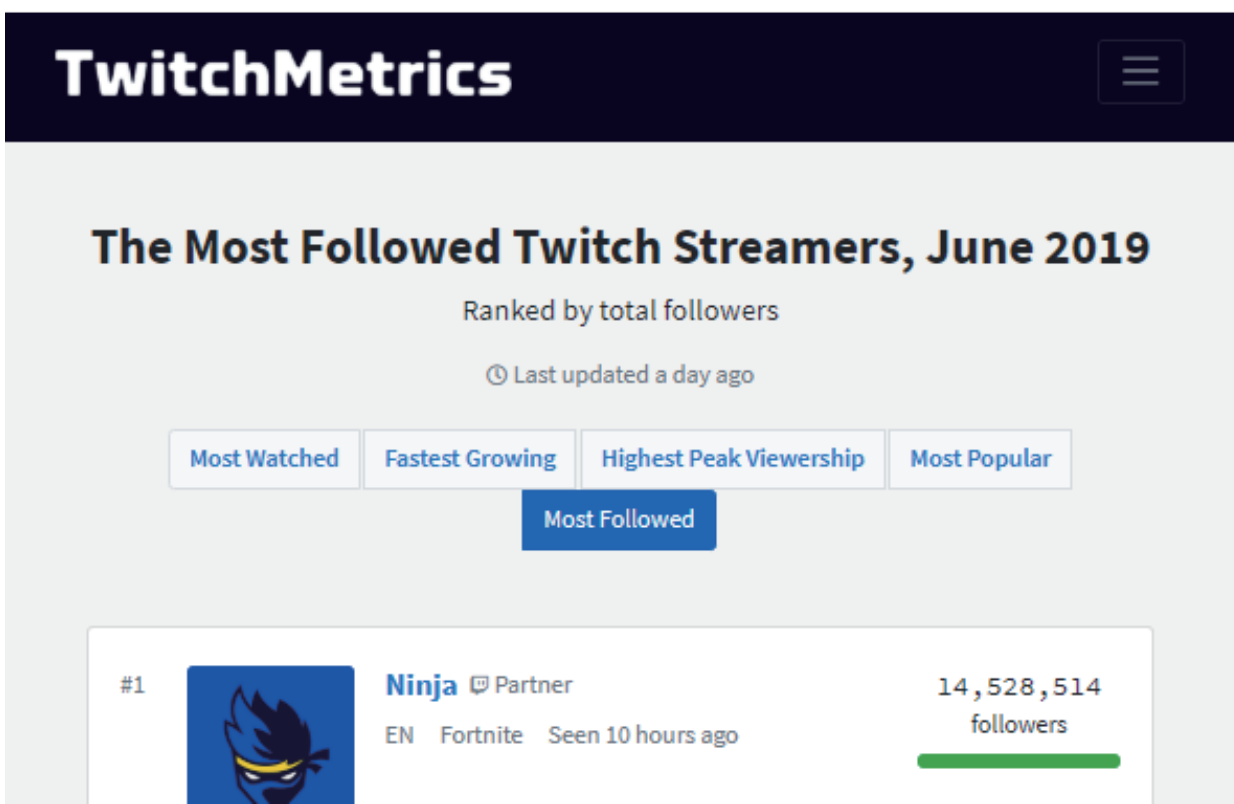 TwitchMetrics
The Most Followed Twitch Streamers, June 2019
Ranked by total followers
Last updated a day ago
Most Watched Fastest Growing Highest Peak Viewership Most Popular
Most Followed
#1 Ninja Partner 14,528,514
EN Fortnite Seen 10 hours ago followers